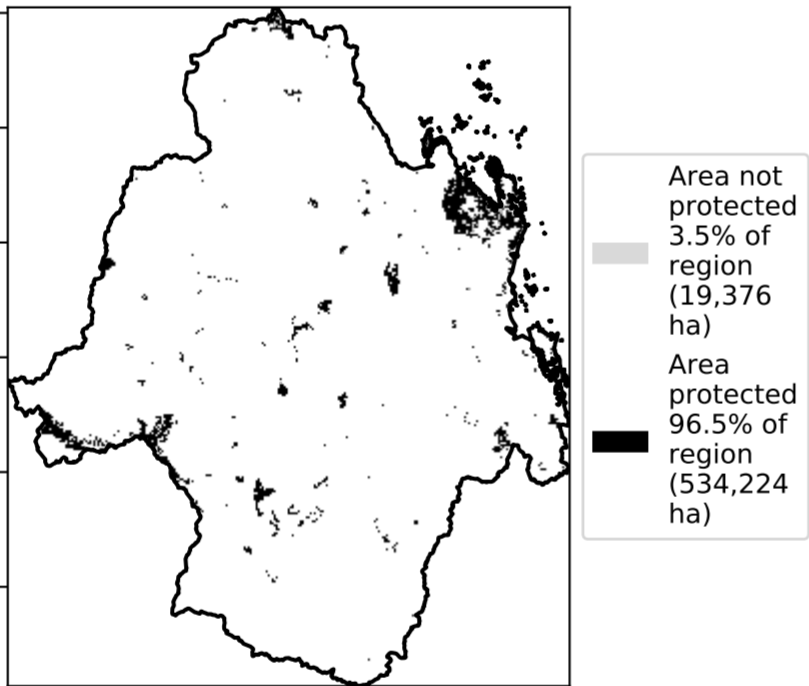 Area not
protected
3.5% of
region
(19,376
ha)
Area
protected
96.5% of
region
(534,224
ha)